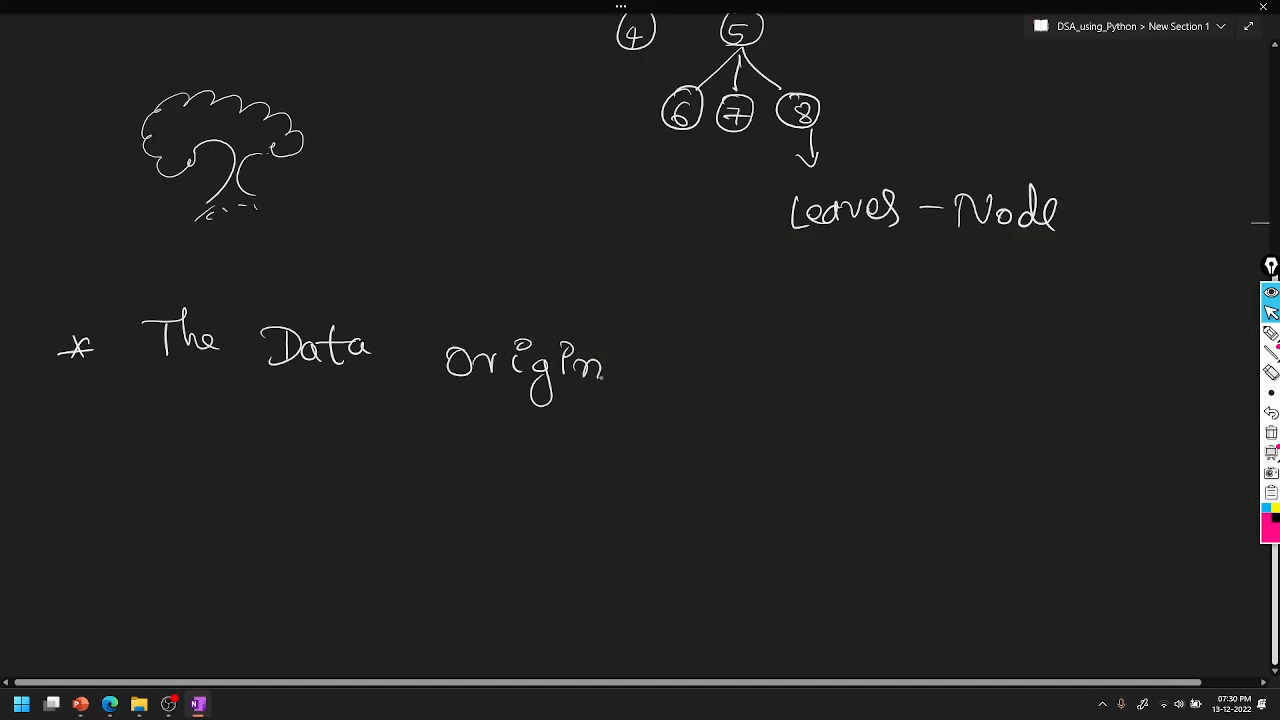 DSA_using_Python > New Section 1
4 5
6 7 8
Leaves - Node
* The Data Origin
07:30 PM
13-12-2022